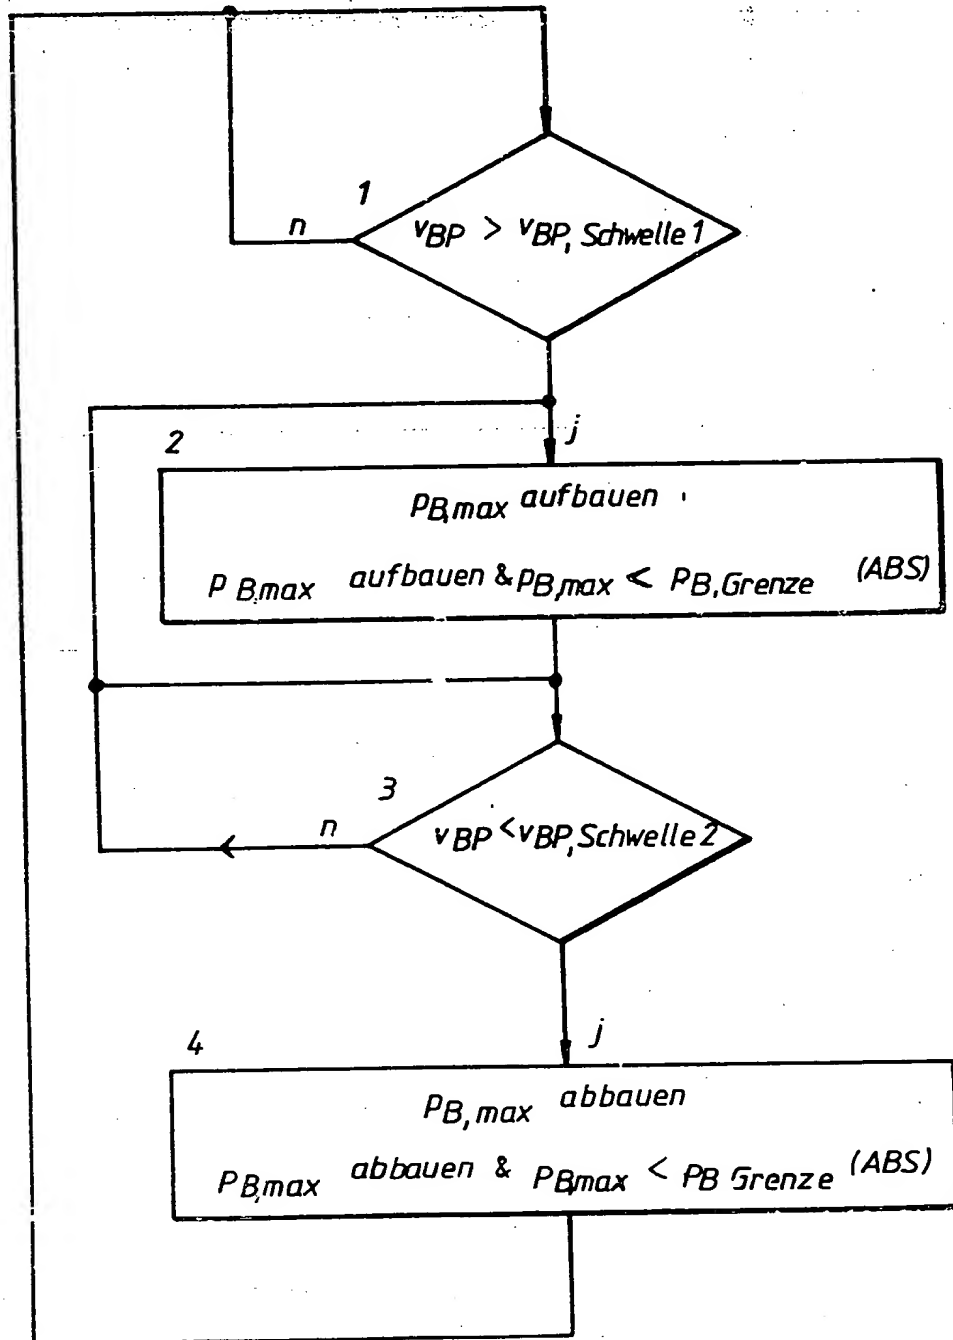 1
n
vBP > vBP, Schwelle 1
j
2
PB,max aufbauen
PB,max aufbauen & PB,max < PB,Grenze (ABS)
3
n
vBP < vBP, Schwelle 2
j
4
PB,max abbauen
PB,max abbauen & PB,max < PB Grenze (ABS)